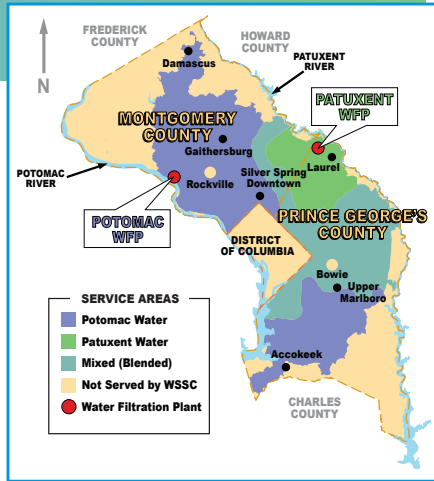 FREDERICK
COUNTY
HOWARD
COUNTY
PATUXENT
RIVER
N
Damascus
PATUXENT
WFP
MONTGOMERY
COUNTY
Gaithersburg
Laurel
POTOMAC
RIVER
Rockville
Silver Spring
Downtown
POTOMAC
WFP
PRINCE GEORGE'S
COUNTY
DISTRICT
OF COLUMBIA
Bowie
Upper
Marlboro
SERVICE AREAS
Potomac Water
Patuxent Water
Mixed (Blended)
Not Served by WSSC
Water Filtration Plant
Accokeek
CHARLES
COUNTY